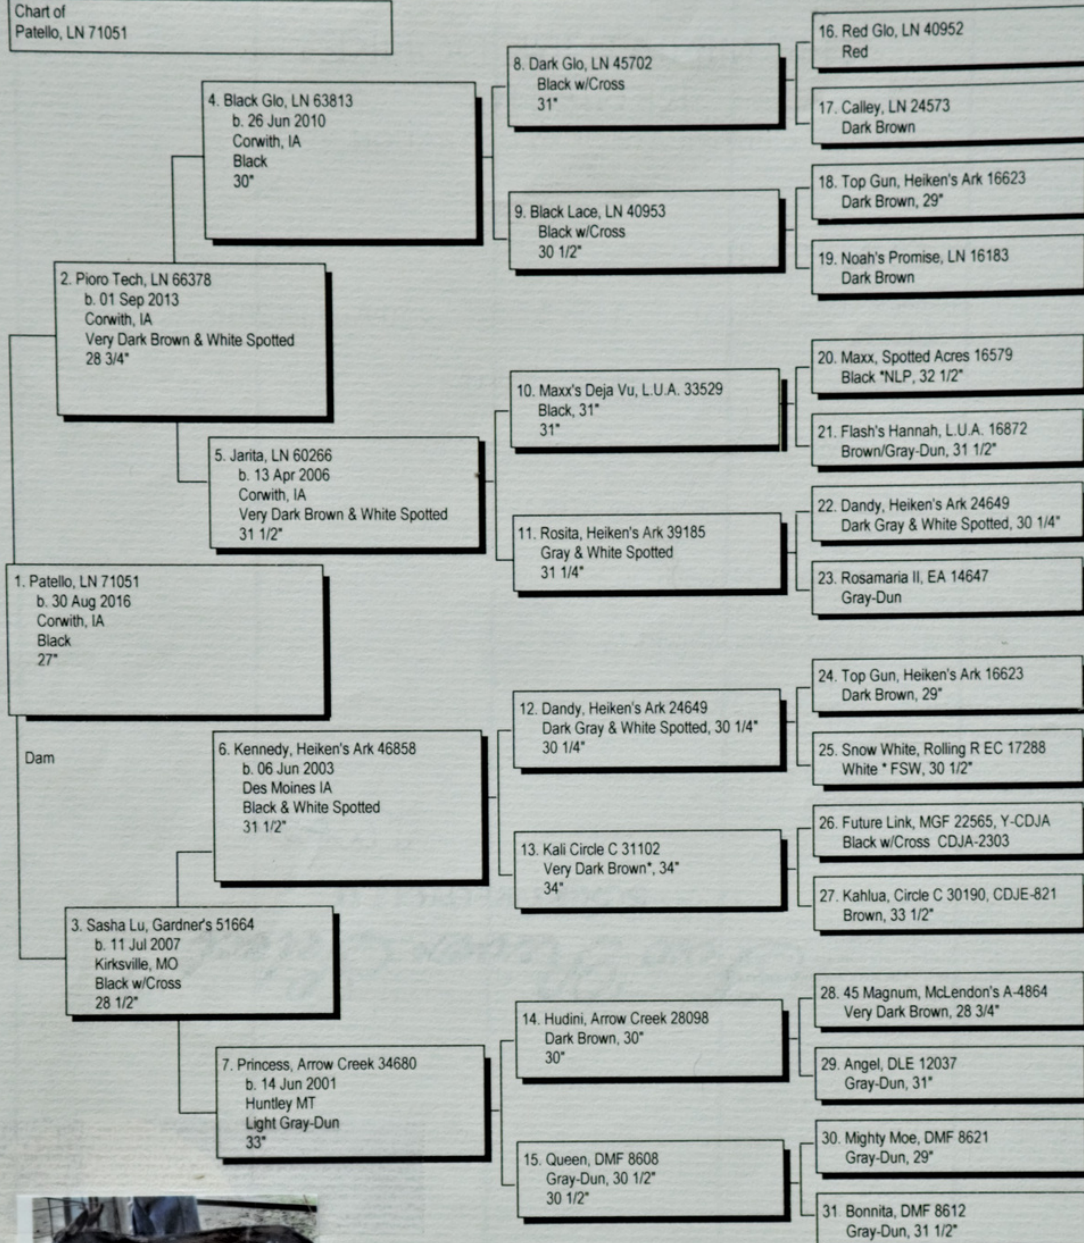 Chart of
Patello, LN 71051
1. Patello, LN 71051
b. 30 Aug 2016
Corwith, IA
Black
27"
Dam
2. Pioro Tech, LN 66378
b. 01 Sep 2013
Corwith, IA
Very Dark Brown & White Spotted
28 3/4"
3. Sasha Lu, Gardner's 51664
b. 11 Jul 2007
Kirksville, MO
Black w/Cross
28 1/2"
4. Black Glo, LN 63813
b. 26 Jun 2010
Corwith, IA
Black
30"
5. Jarita, LN 60266
b. 13 Apr 2006
Corwith, IA
Very Dark Brown & White Spotted
31 1/2"
6. Kennedy, Heiken's Ark 46858
b. 06 Jun 2003
Des Moines IA
Black & White Spotted
31 1/2"
7. Princess, Arrow Creek 34680
b. 14 Jun 2001
Huntley MT
Light Gray-Dun
33"
8. Dark Glo, LN 45702
Black w/Cross
31"
9. Black Lace, LN 40953
Black w/Cross
30 1/2"
10. Maxx's Deja Vu, L.U.A. 33529
Black, 31"
31"
11. Rosita, Heiken's Ark 39185
Gray & White Spotted
31 1/4"
12. Dandy, Heiken's Ark 24649
Dark Gray & White Spotted, 30 1/4"
30 1/4"
13. Kali Circle C 31102
Very Dark Brown*, 34"
34"
14. Hudini, Arrow Creek 28098
Dark Brown, 30"
30"
15. Queen, DMF 8608
Gray-Dun, 30 1/2"
30 1/2"
16. Red Glo, LN 40952
Red
17. Calley, LN 24573
Dark Brown
18. Top Gun, Heiken's Ark 16623
Dark Brown, 29"
19. Noah's Promise, LN 16183
Dark Brown
20. Maxx, Spotted Acres 16579
Black *NLP, 32 1/2"
21. Flash's Hannah, L.U.A. 16872
Brown/Gray-Dun, 31 1/2"
22. Dandy, Heiken's Ark 24649
Dark Gray & White Spotted, 30 1/4"
23. Rosamaria II, EA 14647
Gray-Dun
24. Top Gun, Heiken's Ark 16623
Dark Brown, 29"
25. Snow White, Rolling R EC 17288
White * FSW, 30 1/2"
26. Future Link, MGF 22565, Y-CDJA
Black w/Cross CDJA-2303
27. Kahlua, Circle C 30190, CDJE-821
Brown, 33 1/2"
28. 45 Magnum, McLendon's A-4864
Very Dark Brown, 28 3/4"
29. Angel, DLE 12037
Gray-Dun, 31"
30. Mighty Moe, DMF 8621
Gray-Dun, 29"
31 Bonnita, DMF 8612
Gray-Dun, 31 1/2"